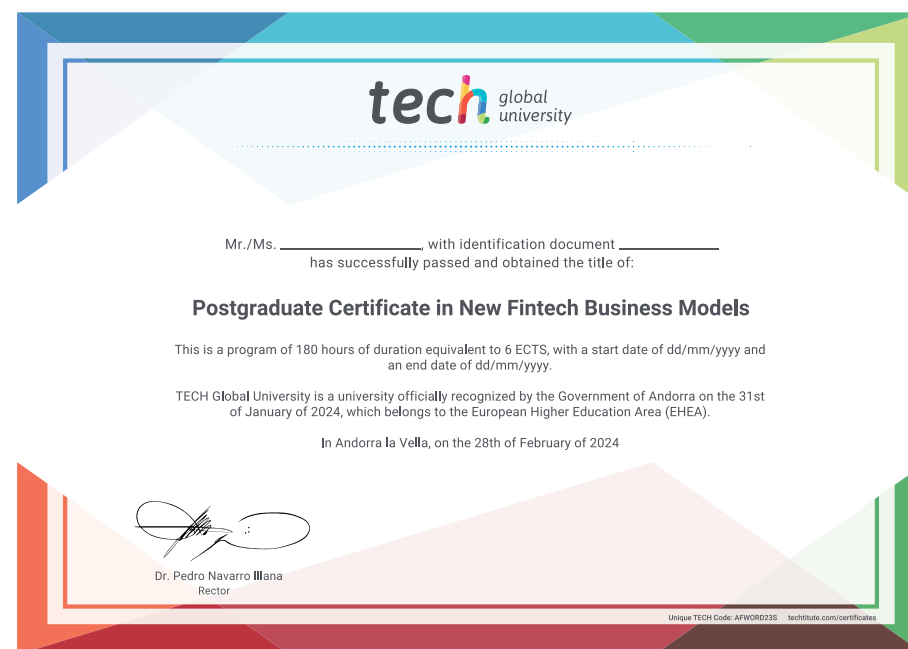 tech global university
Mr./Ms. ____________, with identification document ____________
has successfully passed and obtained the title of:
Postgraduate Certificate in New Fintech Business Models
This is a program of 180 hours of duration equivalent to 6 ECTS, with a start date of dd/mm/yyyy and
an end date of dd/mm/yyyy.
TECH Global University is a university officially recognized by the Government of Andorra on the 31st
of January of 2024, which belongs to the European Higher Education Area (EHEA).
In Andorra la Vella, on the 28th of February of 2024
Dr. Pedro Navarro Illana
Rector
Unique TECH Code: AFWORD23S techtitute.com/certificates